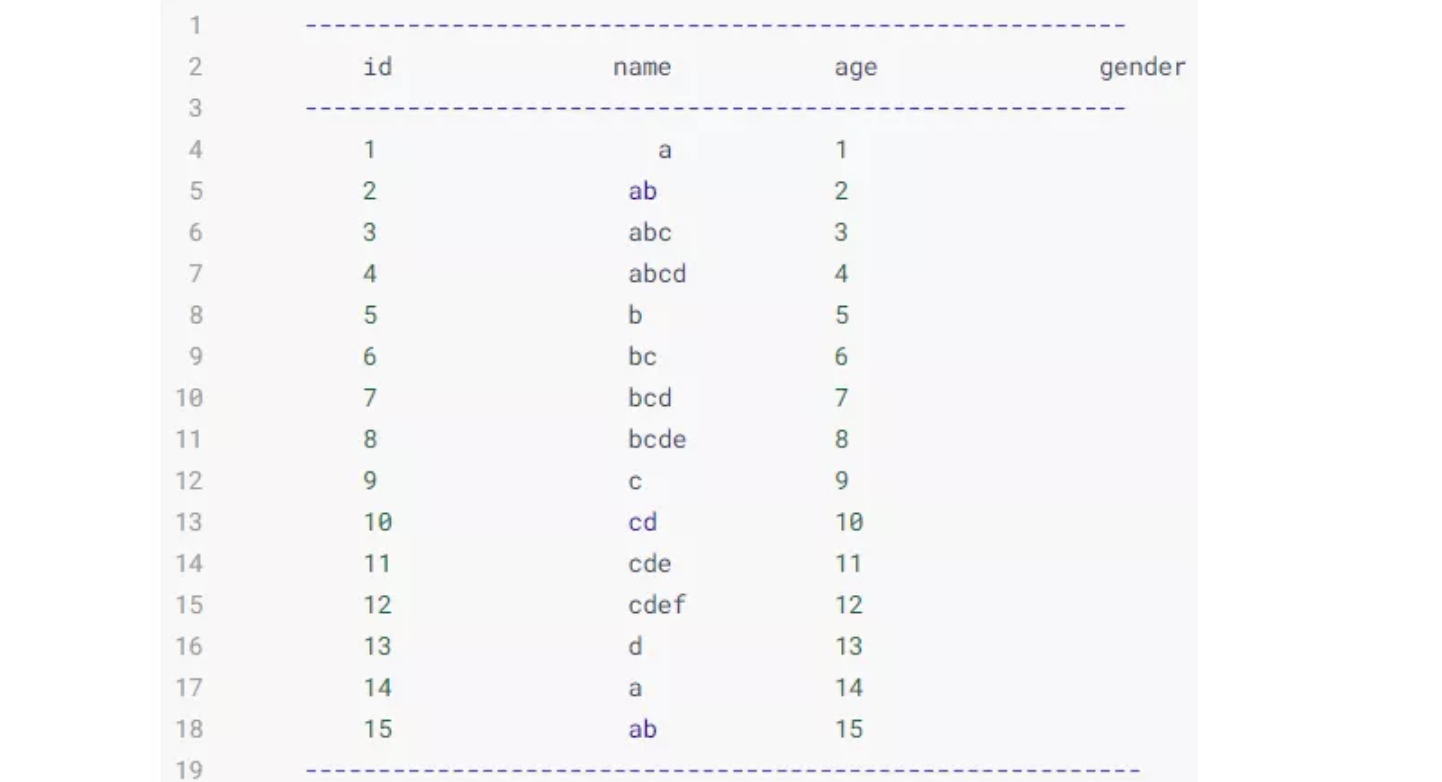 1 ---------------------------------------------------------
2 id name age gender
3 ---------------------------------------------------------
4 1 a 1
5 2 ab 2
6 3 abc 3
7 4 abcd 4
8 5 b 5
9 6 bc 6
10 7 bcd 7
11 8 bcde 8
12 9 c 9
13 10 cd 10
14 11 cde 11
15 12 cdef 12
16 13 d 13
17 14 a 14
18 15 ab 15
19 ----------------------------------------------------------